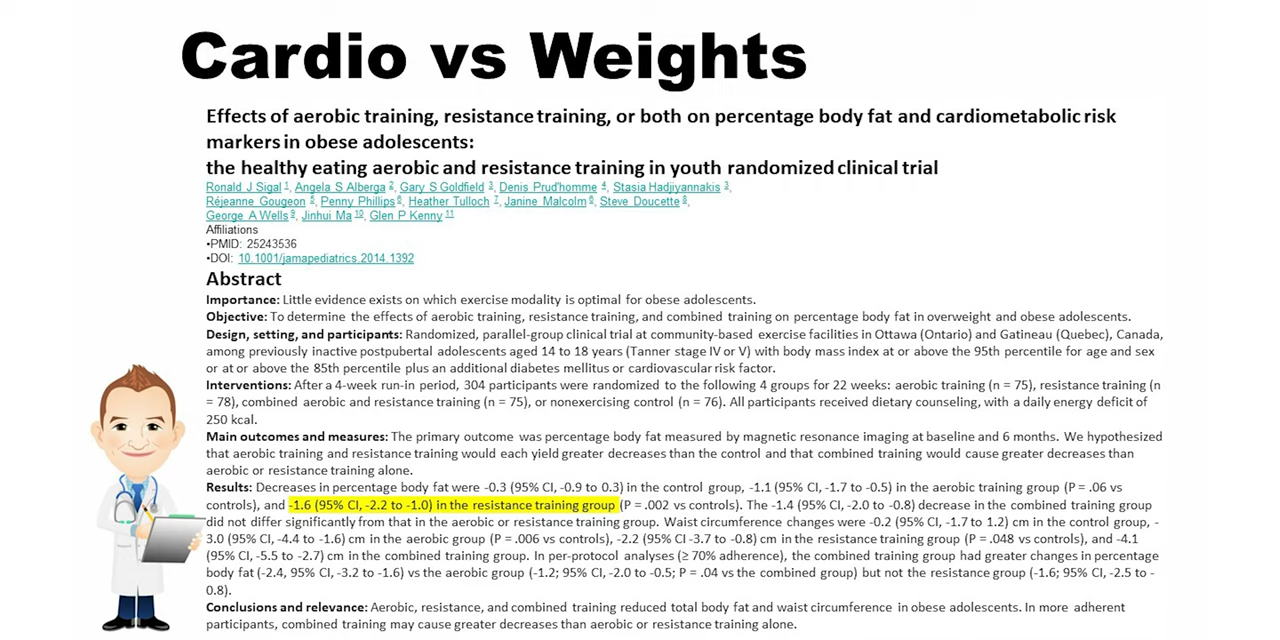 Cardio vs Weights
Effects of aerobic training, resistance training, or both on percentage body fat and cardiometabolic risk
markers in obese adolescents:
the healthy eating aerobic and resistance training in youth randomized clinical trial
Ronald J Sigal 1, Angela S Alberga 2, Gary S Goldfield 3, Denis Prud'homme 4, Stasia Hadjiyannakis 3,
Réjeanne Gougeon 5, Penny Phillips 6, Heather Tulloch 7, Janine Malcolm 6, Steve Doucette 8,
George A Wells 9, Jinhui Ma 10, Glen P Kenny 11
Affiliations
•PMID: 25243536
•DOI: 10.1001/jamapediatrics.2014.1392
Abstract
Importance: Little evidence exists on which exercise modality is optimal for obese adolescents.
Objective: To determine the effects of aerobic training, resistance training, and combined training on percentage body fat in overweight and obese adolescents.
Design, setting, and participants: Randomized, parallel-group clinical trial at community-based exercise facilities in Ottawa (Ontario) and Gatineau (Quebec), Canada,
among previously inactive postpubertal adolescents aged 14 to 18 years (Tanner stage IV or V) with body mass index at or above the 95th percentile for age and sex
or at or above the 85th percentile plus an additional diabetes mellitus or cardiovascular risk factor.
Interventions: After a 4-week run-in period, 304 participants were randomized to the following 4 groups for 22 weeks: aerobic training (n = 75), resistance training (n
= 78), combined aerobic and resistance training (n = 75), or nonexercising control (n = 76). All participants received dietary counseling, with a daily energy deficit of
250 kcal.
Main outcomes and measures: The primary outcome was percentage body fat measured by magnetic resonance imaging at baseline and 6 months. We hypothesized
that aerobic training and resistance training would each yield greater decreases than the control and that combined training would cause greater decreases than
aerobic or resistance training alone.
Results: Decreases in percentage body fat were -0.3 (95% CI, -0.9 to 0.3) in the control group, -1.1 (95% CI, -1.7 to -0.5) in the aerobic training group (P = .06 vs
controls), and -1.6 (95% CI, -2.2 to -1.0) in the resistance training group (P = .002 vs controls). The -1.4 (95% CI, -2.0 to -0.8) decrease in the combined training group
did not differ significantly from that in the aerobic or resistance training group. Waist circumference changes were -0.2 (95% CI, -1.7 to 1.2) cm in the control group, -
3.0 (95% CI, -4.4 to -1.6) cm in the aerobic group (P = .006 vs controls), -2.2 (95% CI -3.7 to -0.8) cm in the resistance training group (P = .048 vs controls), and -4.1
(95% CI, -5.5 to -2.7) cm in the combined training group. In per-protocol analyses (≥ 70% adherence), the combined training group had greater changes in percentage
body fat (-2.4, 95% CI, -3.2 to -1.6) vs the aerobic group (-1.2; 95% CI, -2.0 to -0.5; P = .04 vs the combined group) but not the resistance group (-1.6; 95% CI, -2.5 to -
0.8).
Conclusions and relevance: Aerobic, resistance, and combined training reduced total body fat and waist circumference in obese adolescents. In more adherent
participants, combined training may cause greater decreases than aerobic or resistance training alone.